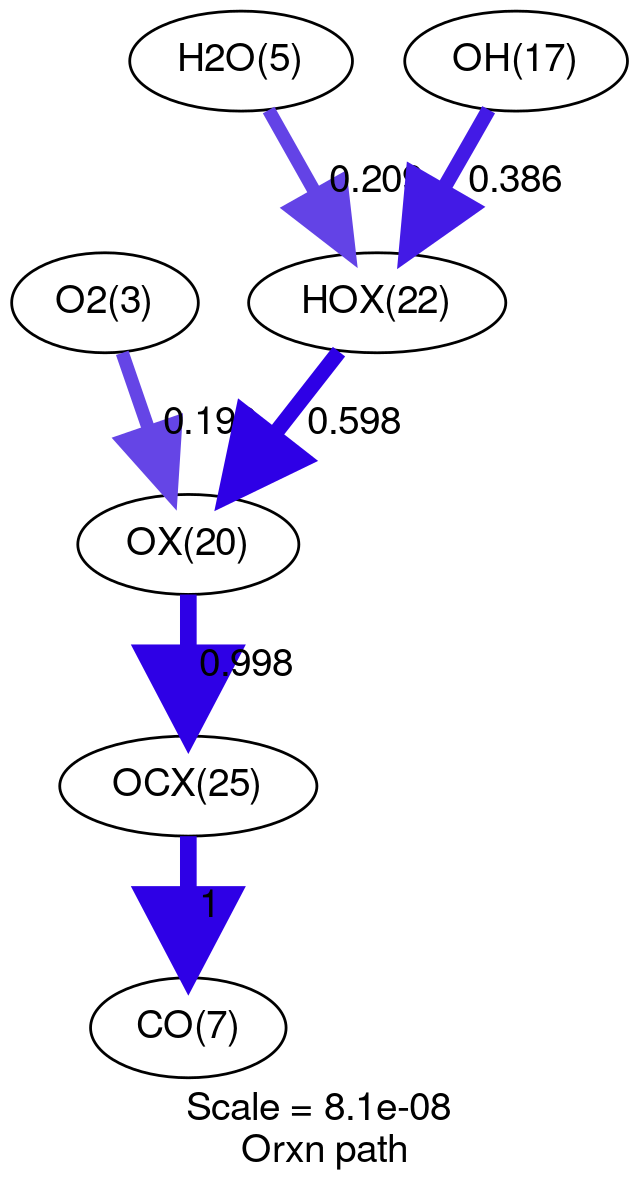 H2O(5)
OH(17)
0.209
0.386
O2(3)
HOX(22)
0.19
0.598
OX(20)
0.998
OCX(25)
1
CO(7)
Scale = 8.1e-08
Orxn path